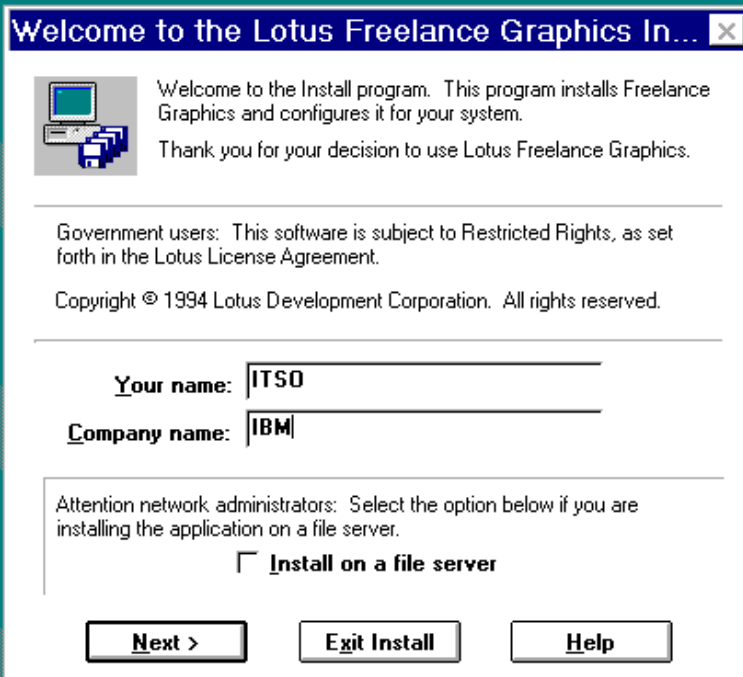 Welcome to the Lotus Freelance Graphics In...
Welcome to the Install program. This program installs Freelance
Graphics and configures it for your system.
Thank you for your decision to use Lotus Freelance Graphics.
Government users: This software is subject to Restricted Rights, as set
forth in the Lotus License Agreement.
Copyright © 1994 Lotus Development Corporation. All rights reserved.
Your name: ITSO
Company name: IBM
Attention network administrators: Select the option below if you are
installing the application on a file server.
Install on a file server
Next > Exit Install Help